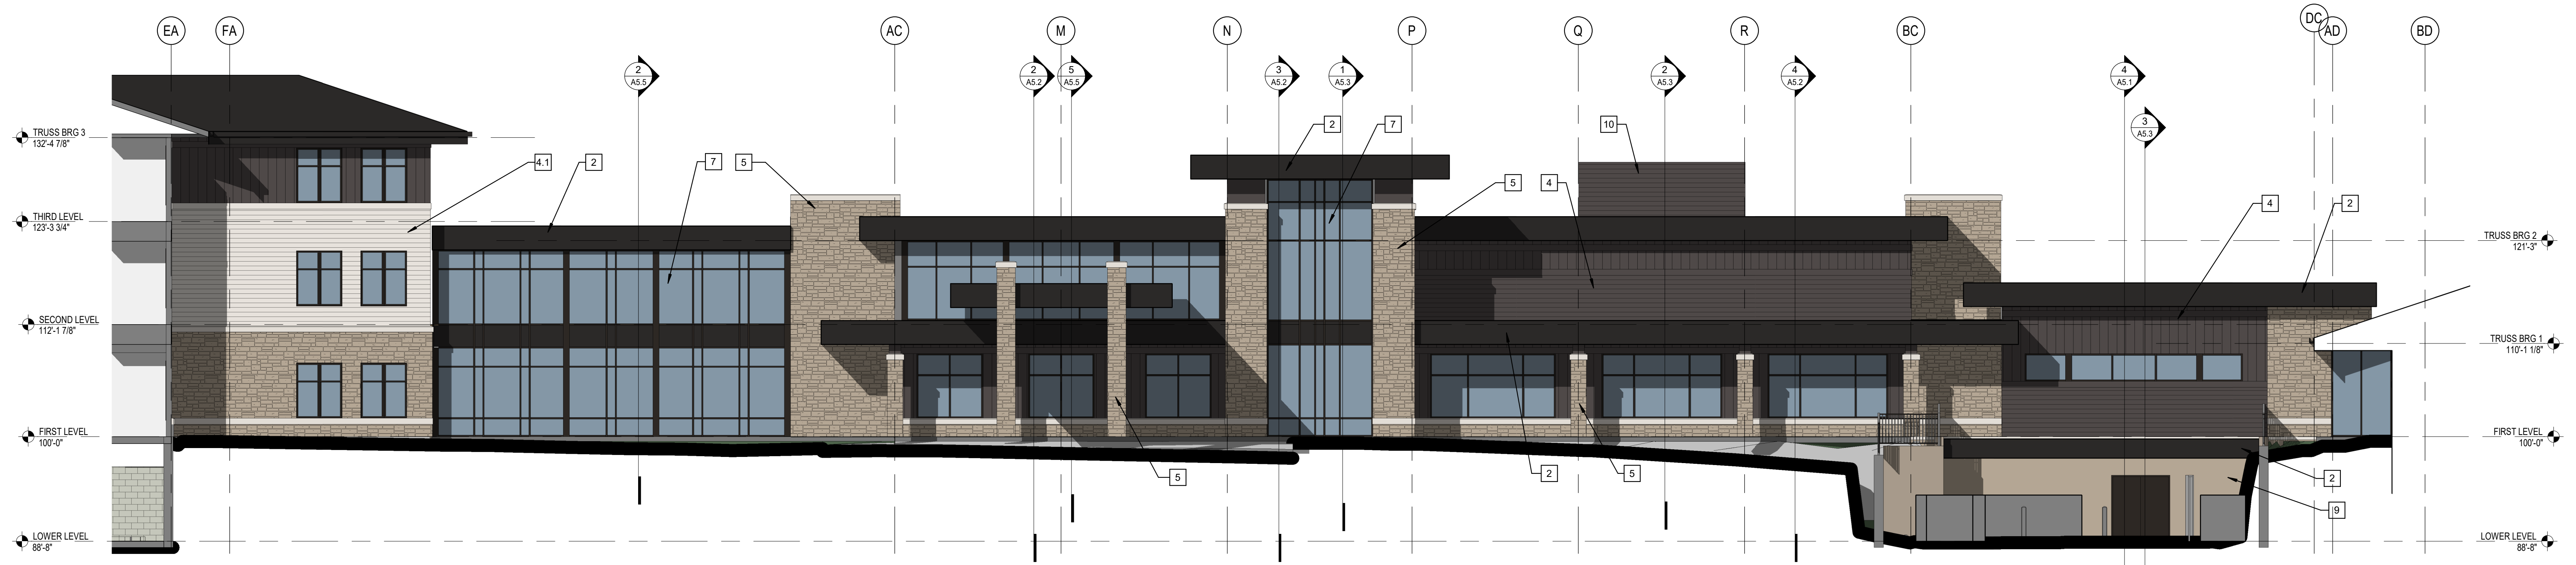 EA
FA
AC
M
N
P
Q
R
BC
DC
AD
BD
2
A5.5
2
A5.2
5
A5.5
3
A5.2
1
A5.3
2
A5.3
4
A5.2
4
A5.1
3
A5.3
2
7
10
TRUSS BRG 3
132'-4 7/8"
4.1
2
7
5
5
4
4
2
THIRD LEVEL
123'-3 3/4"
TRUSS BRG 2
121'-3"
SECOND LEVEL
112'-1 7/8"
TRUSS BRG 1
110'-1 1/8"
FIRST LEVEL
100'-0"
FIRST LEVEL
100'-0"
5
2
5
2
9
LOWER LEVEL
88'-8"
LOWER LEVEL
88'-8"